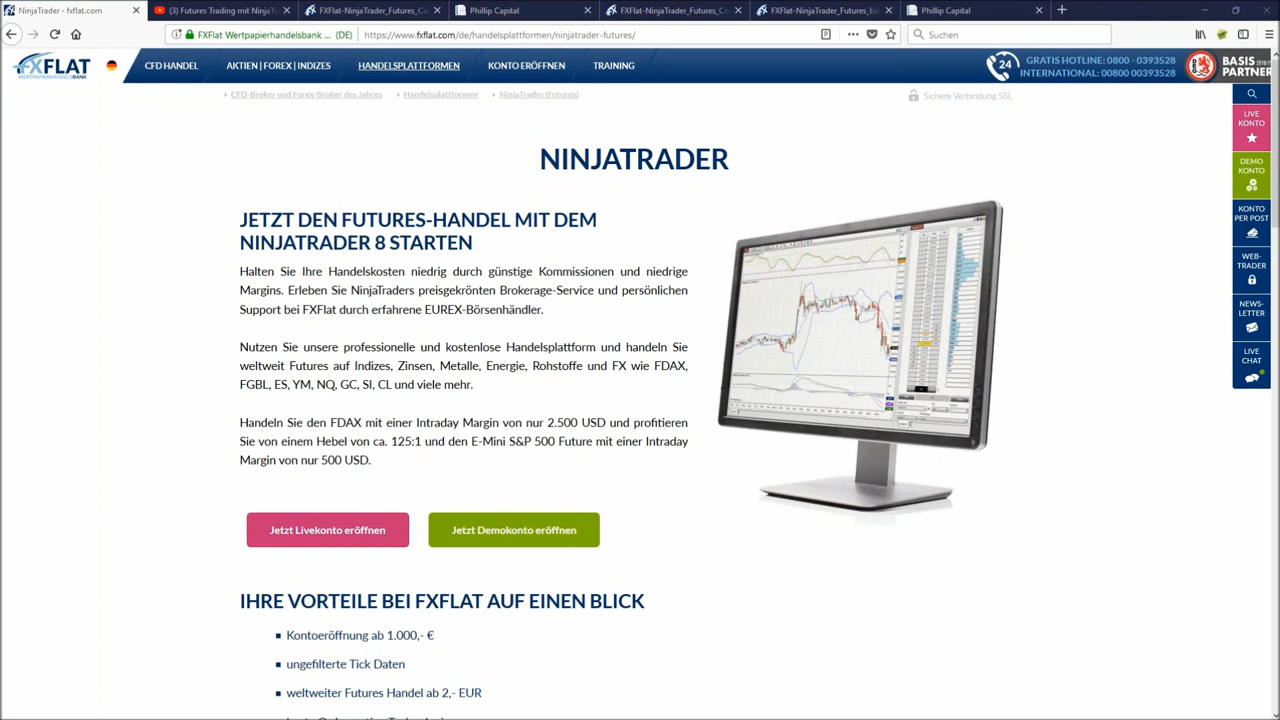 NinjaTrader - fxflat.com
(3) Futures Trading mit NinjaT
FXFlat-NinjaTrader_Futures_Co
Phillip Capital
FXFlat-NinjaTrader_Futures_Co
FXFlat-NinjaTrader_Futures_Ex
Phillip Capital
FXFlat Wertpapierhandelsbank ... (DE)
https://www.fxflat.com/de/handelsplattformen/ninjatrader-futures/
Suchen
FXFLAT
WERTPAPIERHANDELSBANK
CFD HANDEL
AKTIEN | FOREX | INDIZES
HANDELSPLATTFORMEN
KONTO ERÖFFNEN
TRAINING
24
GRATIS HOTLINE: 0800 - 0393528
INTERNATIONAL: 00800 00393528
BASIS
PARTNER
CFD-Broker und Forex-Broker des Jahres
Handelsplattformen
NinjaTrader (Futures)
Sichere Verbindung SSL
LIVE
KONTO
DEMO
KONTO
KONTO
PER POST
WEB-
TRADER
NEWS-
LETTER
LIVE
CHAT
NINJATRADER
JETZT DEN FUTURES-HANDEL MIT DEM
NINJATRADER 8 STARTEN
Halten Sie Ihre Handelskosten niedrig durch günstige Kommissionen und niedrige
Margins. Erleben Sie NinjaTraders preisgekrönten Brokerage-Service und persönlichen
Support bei FXFlat durch erfahrene EUREX-Börsenhändler.
Nutzen Sie unsere professionelle und kostenlose Handelsplattform und handeln Sie
weltweit Futures auf Indizes, Zinsen, Metalle, Energie, Rohstoffe und FX wie FDAX,
FGBL, ES, YM, NQ, GC, SI, CL und viele mehr.
Handeln Sie den FDAX mit einer Intraday Margin von nur 2.500 USD und profitieren
Sie von einem Hebel von ca. 125:1 und den E-Mini S&P 500 Future mit einer Intraday
Margin von nur 500 USD.
Jetzt Livekonto eröffnen
Jetzt Demokonto eröffnen
IHRE VORTEILE BEI FXFLAT AUF EINEN BLICK
Kontoeröffnung ab 1.000,- €
ungefilterte Tick Daten
weltweiter Futures Handel ab 2,- EUR